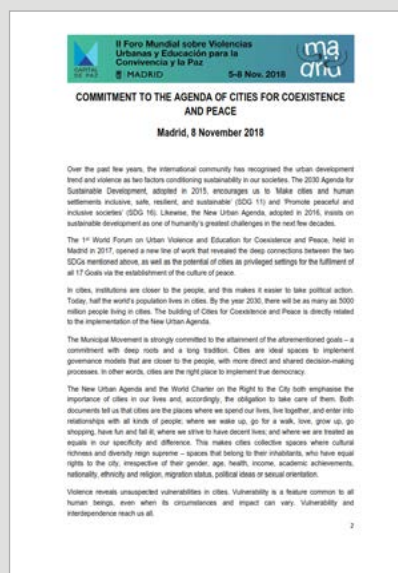 II Foro Mundial sobre Violencias
Urbanas y Educación para la
Convivencia y la Paz
MADRID 5-8 Nov. 2018
CAPITAL
DE PAZ
ma
drid
COMMITMENT TO THE AGENDA OF CITIES FOR COEXISTENCE
AND PEACE
Madrid, 8 November 2018
Over the past few years, the international community has recognised the urban development
trend and violence as two factors conditioning sustainability in our societies. The 2030 Agenda for
Sustainable Development, adopted in 2015, encourages us to 'Make cities and human
settlements inclusive, safe, resilient, and sustainable' (SDG 11) and 'Promote peaceful and
inclusive societies' (SDG 16). Likewise, the New Urban Agenda, adopted in 2016, insists on
sustainable development as one of humanity's greatest challenges in the next few decades.
The 1st World Forum on Urban Violence and Education for Coexistence and Peace, held in
Madrid in 2017, opened a new line of work that revealed the deep connections between the two
SDGs mentioned above, as well as the potential of cities as privileged settings for the fulfilment of
all 17 Goals via the establishment of the culture of peace.
In cities, institutions are closer to the people, and this makes it easier to take political action.
Today, half the world's population lives in cities. By the year 2030, there will be as many as 5000
million people living in cities. The building of Cities for Coexistence and Peace is directly related
to the implementation of the New Urban Agenda.
The Municipal Movement is strongly committed to the attainment of the aforementioned goals – a
commitment with deep roots and a long tradition. Cities are ideal spaces to implement
governance models that are closer to the people, with more direct and shared decision-making
processes. In other words, cities are the right place to implement true democracy.
The New Urban Agenda and the World Charter on the Right to the City both emphasise the
importance of cities in our lives and, accordingly, the obligation to take care of them. Both
documents tell us that cities are the places where we spend our lives, live together, and enter into
relationships with all kinds of people; where we wake up, go for a walk, love, grow up, go
shopping, have fun and fall ill; where we strive to have decent lives; and where we are treated as
equals in our specificity and difference. This makes cities collective spaces where cultural
richness and diversity reign supreme – spaces that belong to their inhabitants, who have equal
rights to the city, irrespective of their gender, age, health, income, academic achievements,
nationality, ethnicity and religion, migration status, political ideas or sexual orientation.
Violence reveals unsuspected vulnerabilities in cities. Vulnerability is a feature common to all
human beings, even when its circumstances and impact can vary. Vulnerability and
interdependence reach us all.
2